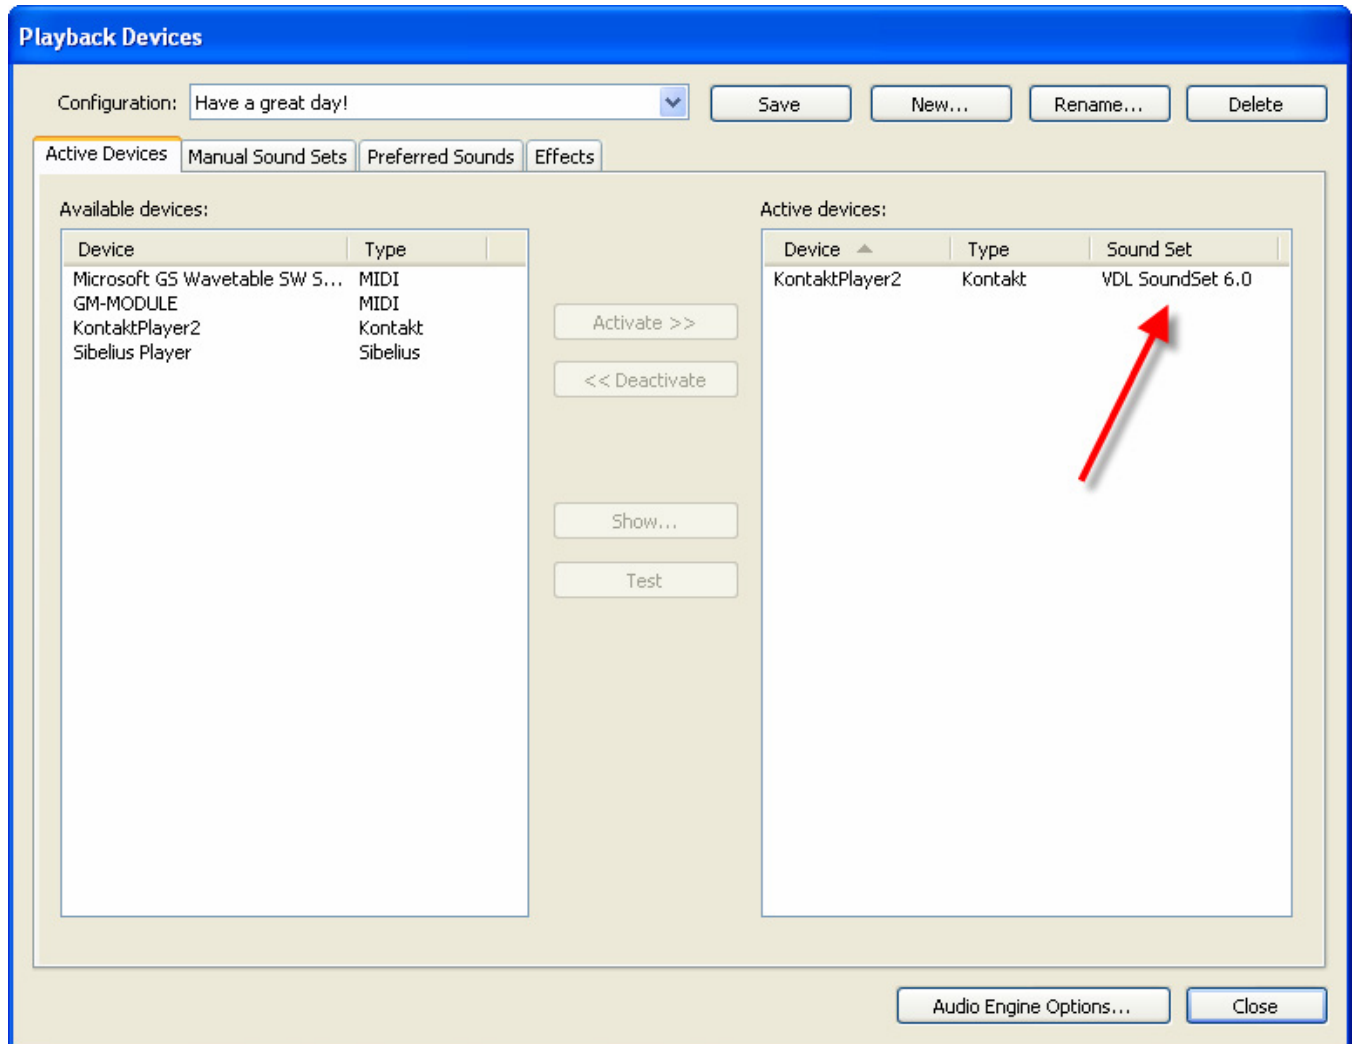 Playback Devices
Configuration: Have a great day! Save New... Rename... Delete
Active Devices Manual Sound Sets Preferred Sounds Effects
Available devices: Active devices:
Device Type Device Type Sound Set
Microsoft GS Wavetable SW S... MIDI KontaktPlayer2 Kontakt VDL SoundSet 6.0
GM-MODULE MIDI
KontaktPlayer2 Kontakt
Sibelius Player Sibelius
Activate >>
<< Deactivate
Show...
Test
Audio Engine Options... Close